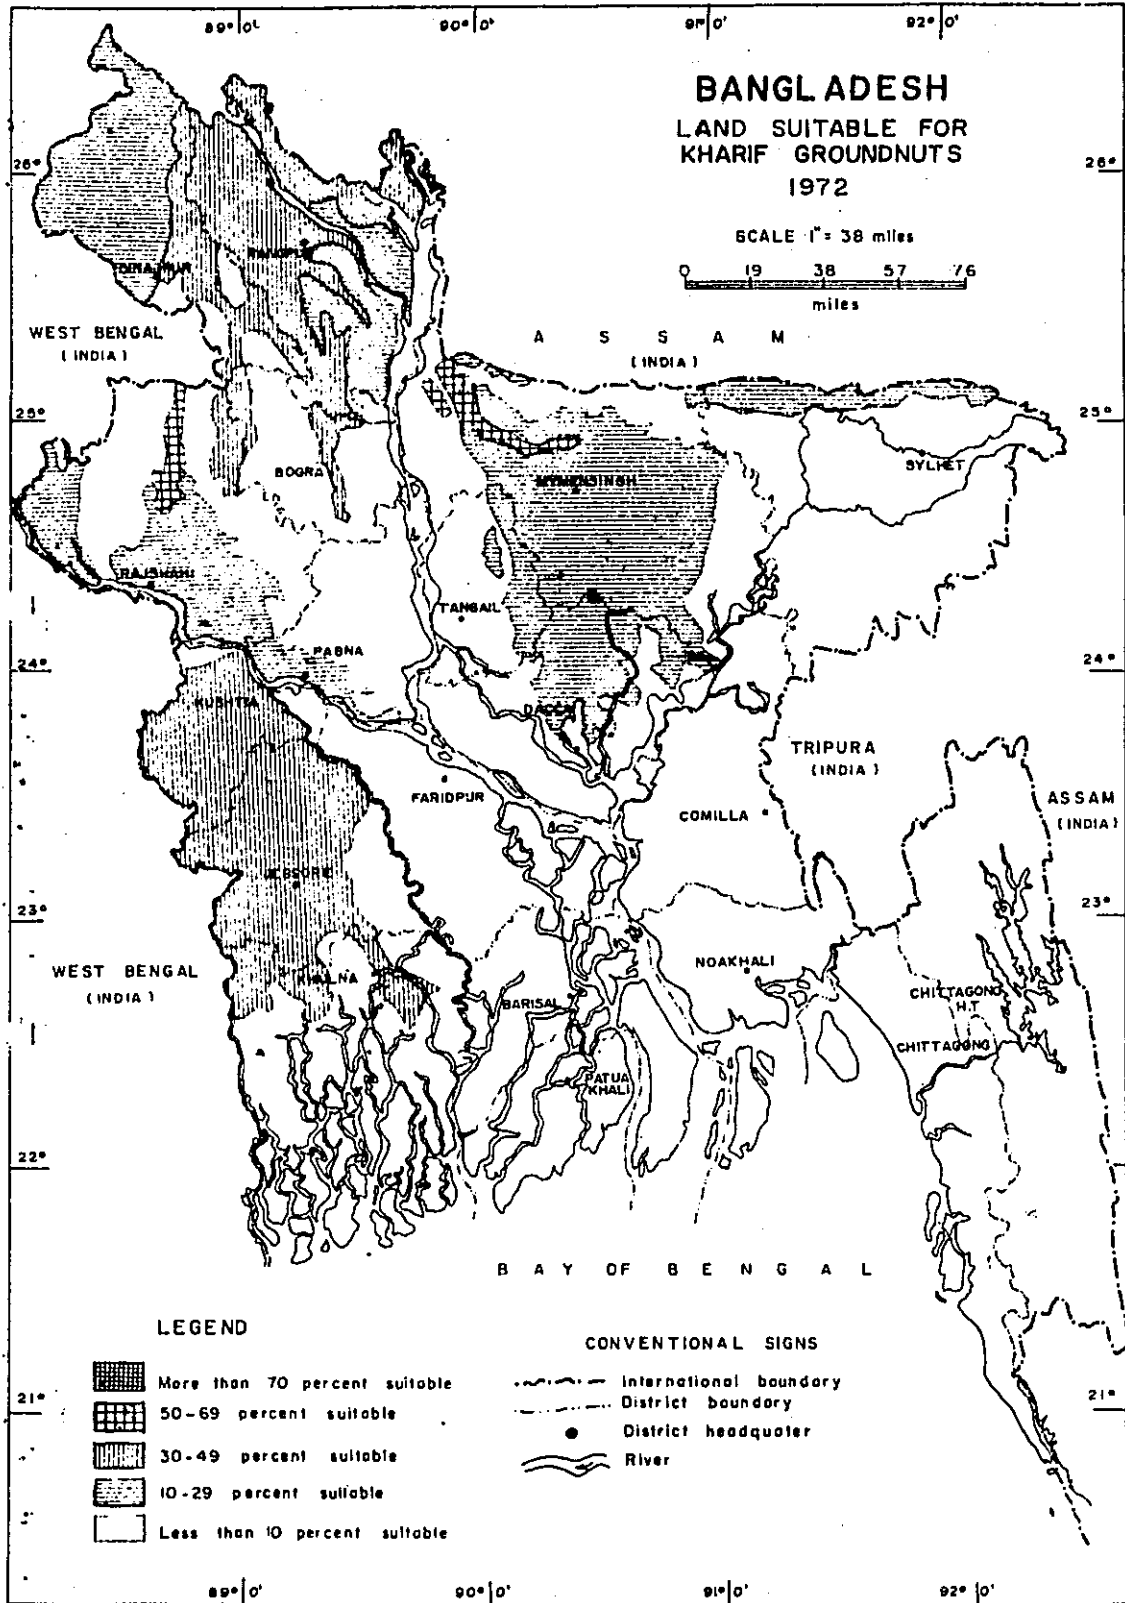 89°0'
90°0'
91°0'
92°0'
BANGLADESH
LAND SUITABLE FOR
KHARIF GROUNDNUTS
1972
SCALE 1" = 38 miles
0 19 38 57 76
miles
26°
26°
RANGPUR
DINAJPUR
WEST BENGAL
(INDIA)
A S S A M
(INDIA)
25°
25°
BOGRA
SYLHET
MYMENSINGH
RAJSHAHI
TANGAIL
PABNA
24°
24°
KUSHTIA
DACCA
TRIPURA
(INDIA)
FARIDPUR
COMILLA
ASSAM
(INDIA)
JESSORE
23°
23°
WEST BENGAL
(INDIA)
KHULNA
NOAKHALI
BARISAL
CHITTAGONG
H.T.
CHITTAGONG
PATUA
KHALI
22°
22°
BAY OF BENGAL
LEGEND
More than 70 percent suitable
50-69 percent suitable
30-49 percent suitable
10-29 percent suitable
Less than 10 percent suitable
CONVENTIONAL SIGNS
International boundary
District boundary
District headquater
River
21°
21°
89°0'
90°0'
91°0'
92°0'